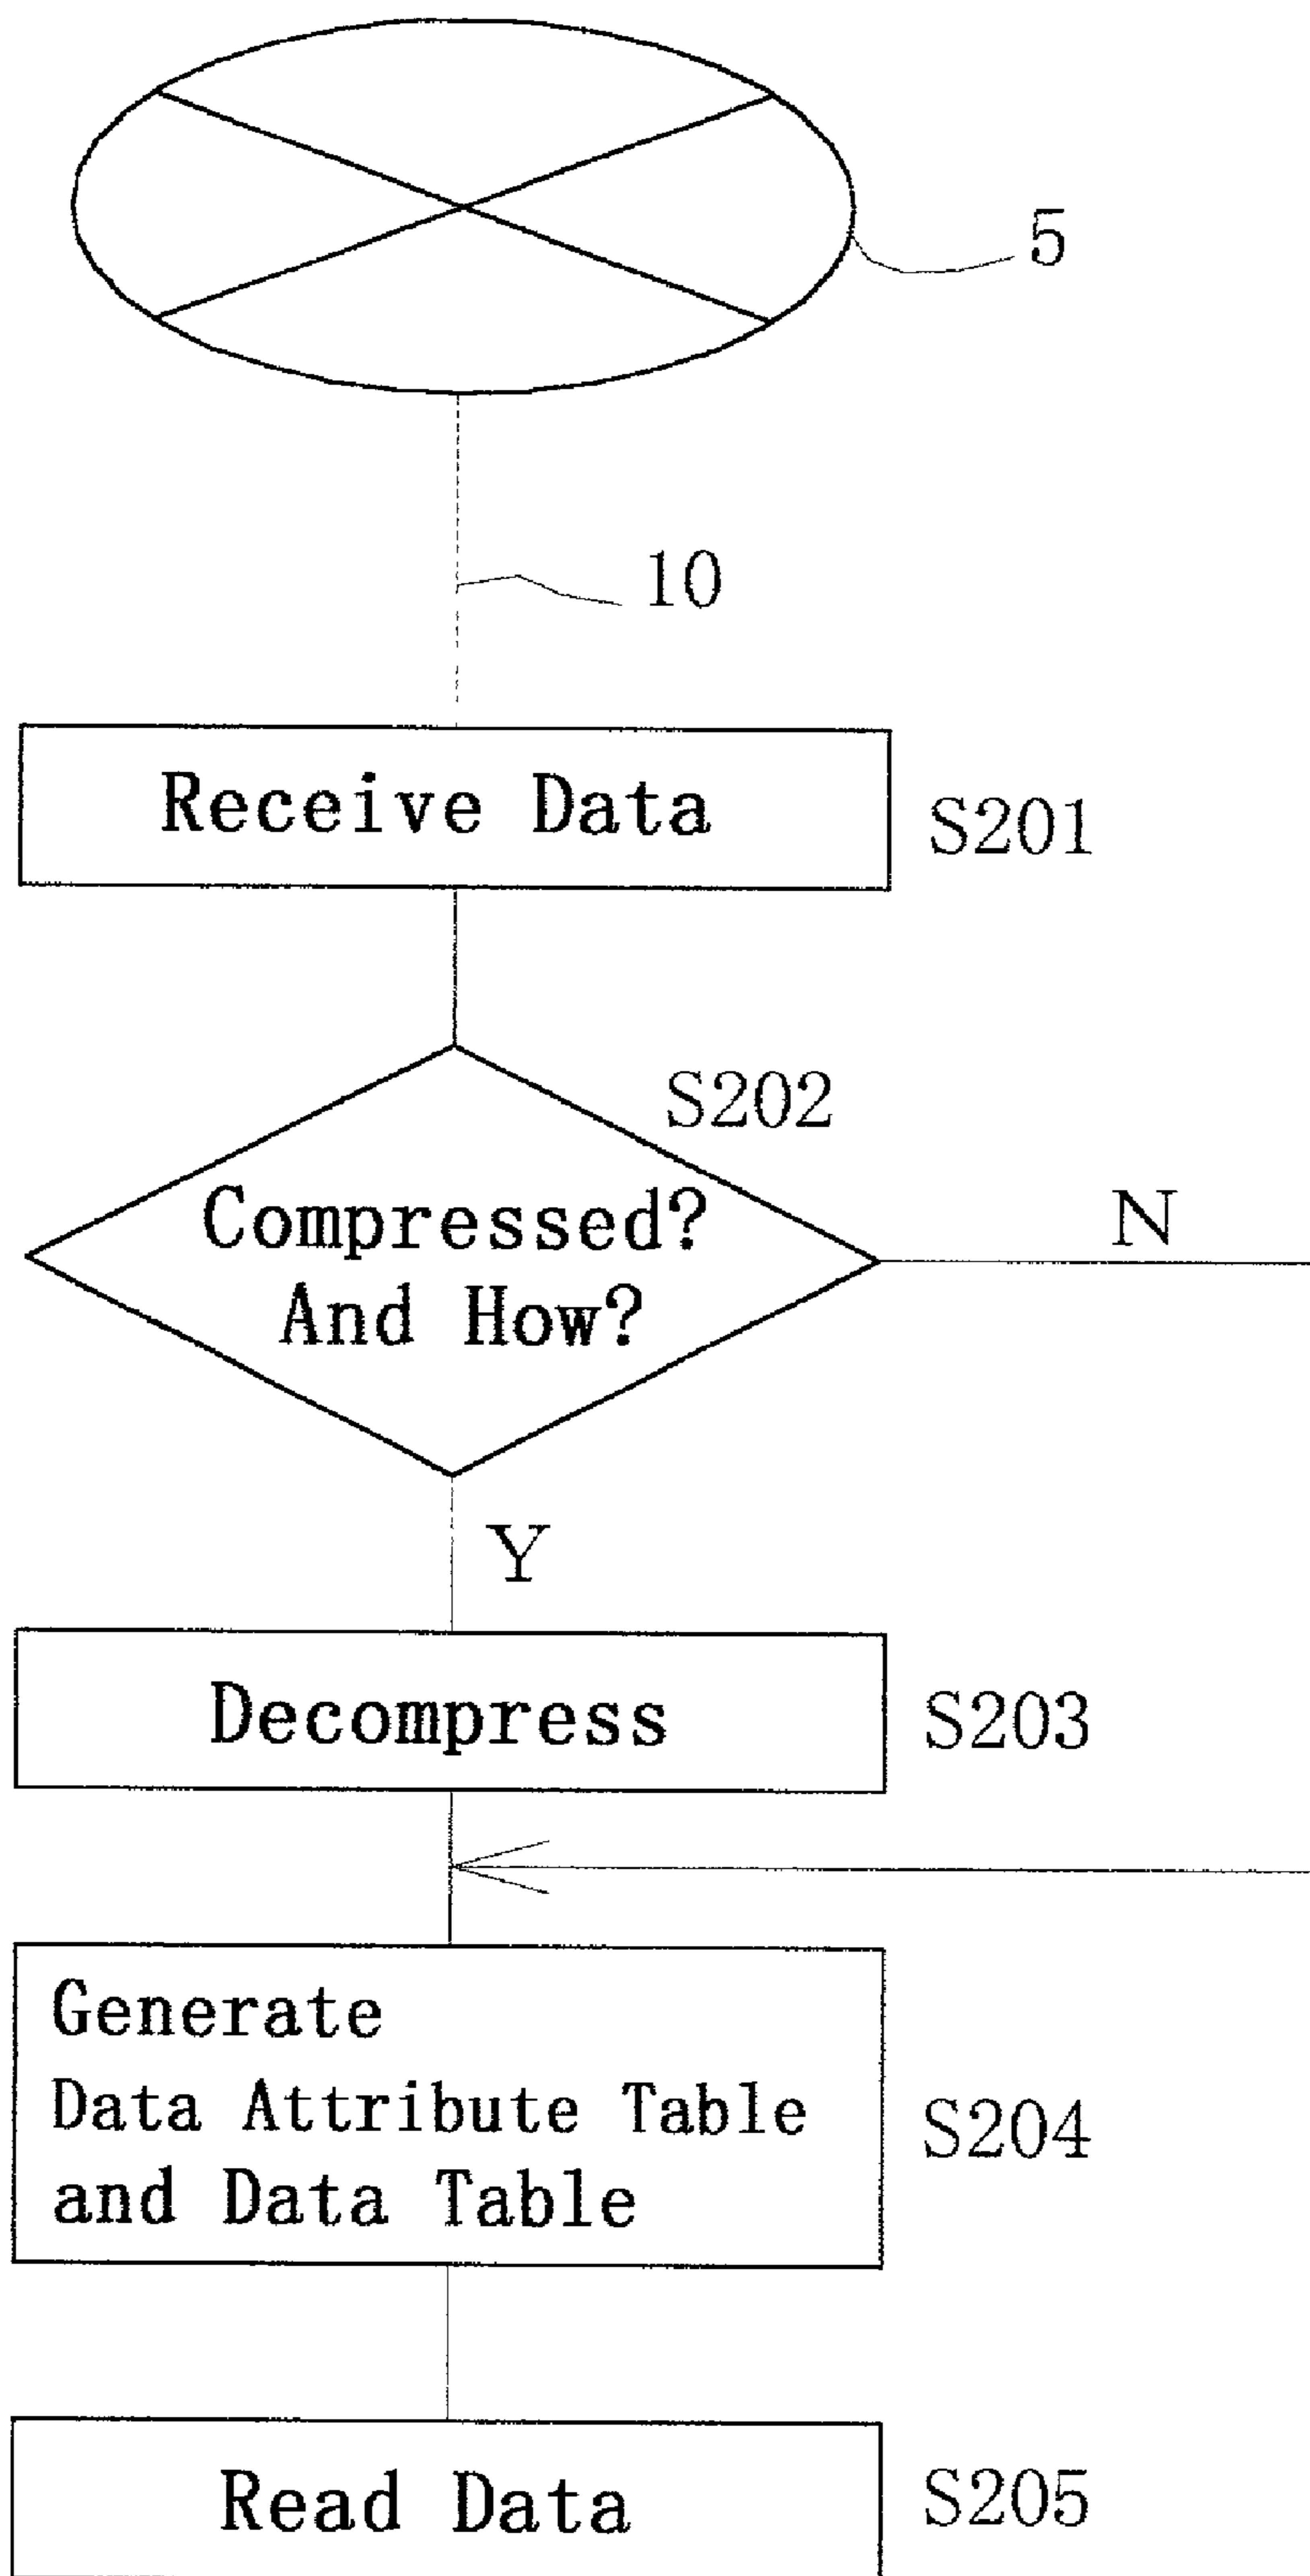 5
10
Receive Data
S201
S202
Compressed?
And How?
N
Y
Decompress
S203
Generate
Data Attribute Table
and Data Table
S204
Read Data
S205